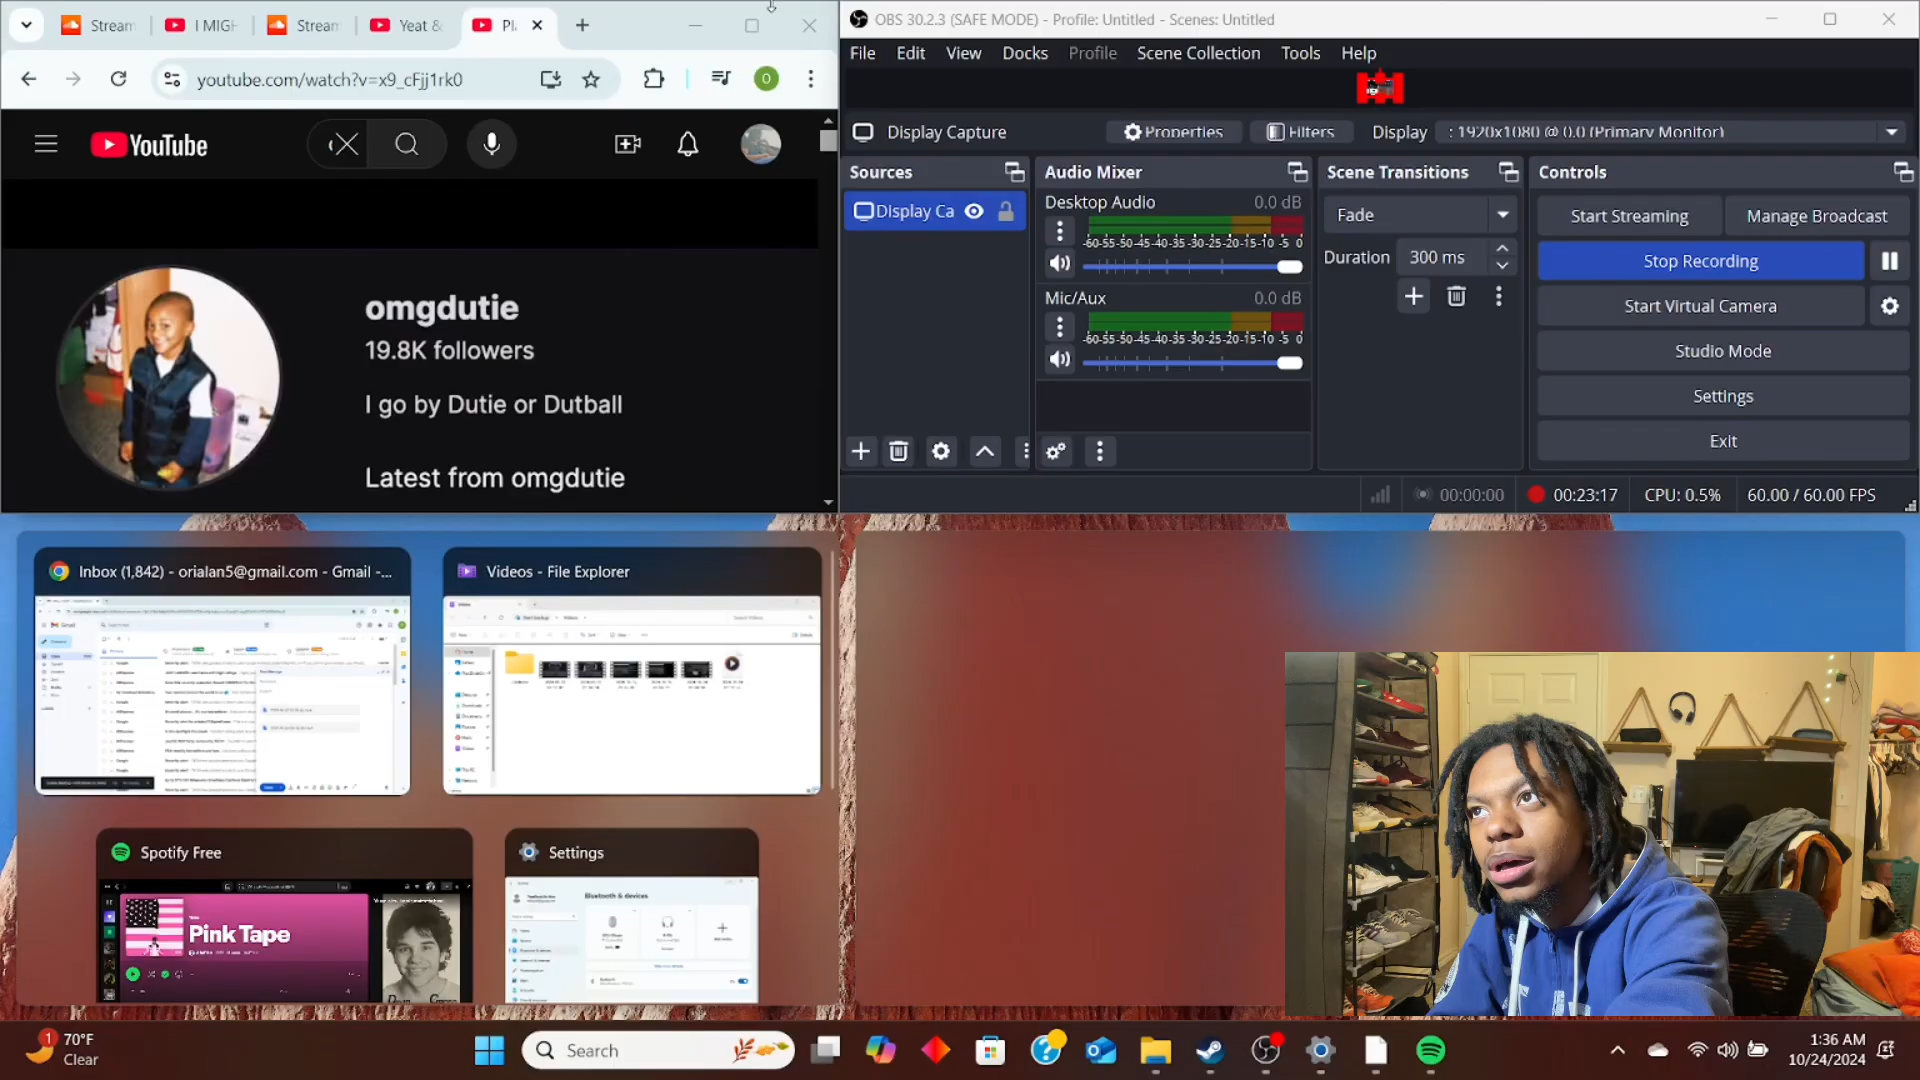 Stream
I MIGH
Stream
Yeat &
Pl
youtube.com/watch?v=x9_cFjj1rk0
O
YouTube
omgdutie
19.8K followers
I go by Dutie or Dutball
Latest from omgdutie
OBS 30.2.3 (SAFE MODE) - Profile: Untitled - Scenes: Untitled
File Edit View Docks Profile Scene Collection Tools Help
Display Capture Properties Filters Display : 1920x1080 @ 0,0 (Primary Monitor)
Sources
Display Ca
Audio Mixer
Desktop Audio 0.0 dB
-60-55-50-45-40-35-30-25-20-15-10 -5 0
Mic/Aux 0.0 dB
-60-55-50-45-40-35-30-25-20-15-10 -5 0
Scene Transitions
Fade
Duration 300 ms
Controls
Start Streaming
Manage Broadcast
Stop Recording
Start Virtual Camera
Studio Mode
Settings
Exit
00:00:00 00:23:17 CPU: 0.5% 60.00 / 60.00 FPS
Inbox (1,842) - orialan5@gmail.com - Gmail -...
Videos - File Explorer
Gmail
Spotify Free
Pink Tape
Settings
Bluetooth & devices
1
70°F
Clear
Search
1:36 AM
10/24/2024